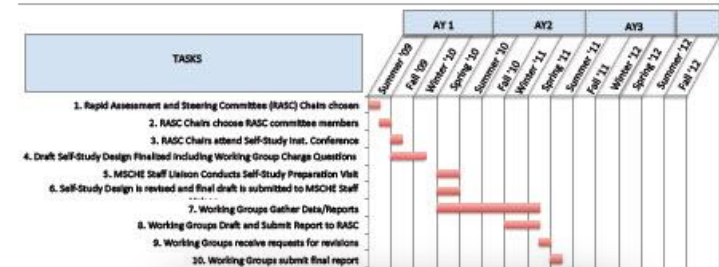 AY 1 AY2 AY3
TASKS
Summer '09 Fall '09 Winter '10 Spring '10 Summer '10 Fall '10 Winter '11 Spring '11 Summer '11 Fall '11 Winter '12 Spring '12 Summer '12 Fall '12
1. Rapid Assessment and Steering Committee (RASC) Chairs chosen
2. RASC Chairs choose RASC committee members
3. RASC Chairs attend Self-Study Inst. Conference
4. Draft Self-Study Design Finalized Including Working Group Charge Questions
5. MSCHE Staff Liaison Conducts Self-Study Preparation Visit
6. Self-Study Design is revised and final draft is submitted to MSCHE Staff
7. Working Groups Gather Data/Reports
8. Working Groups Draft and Submit Report to RASC
9. Working Groups receive requests for revisions
10. Working Groups submit final report